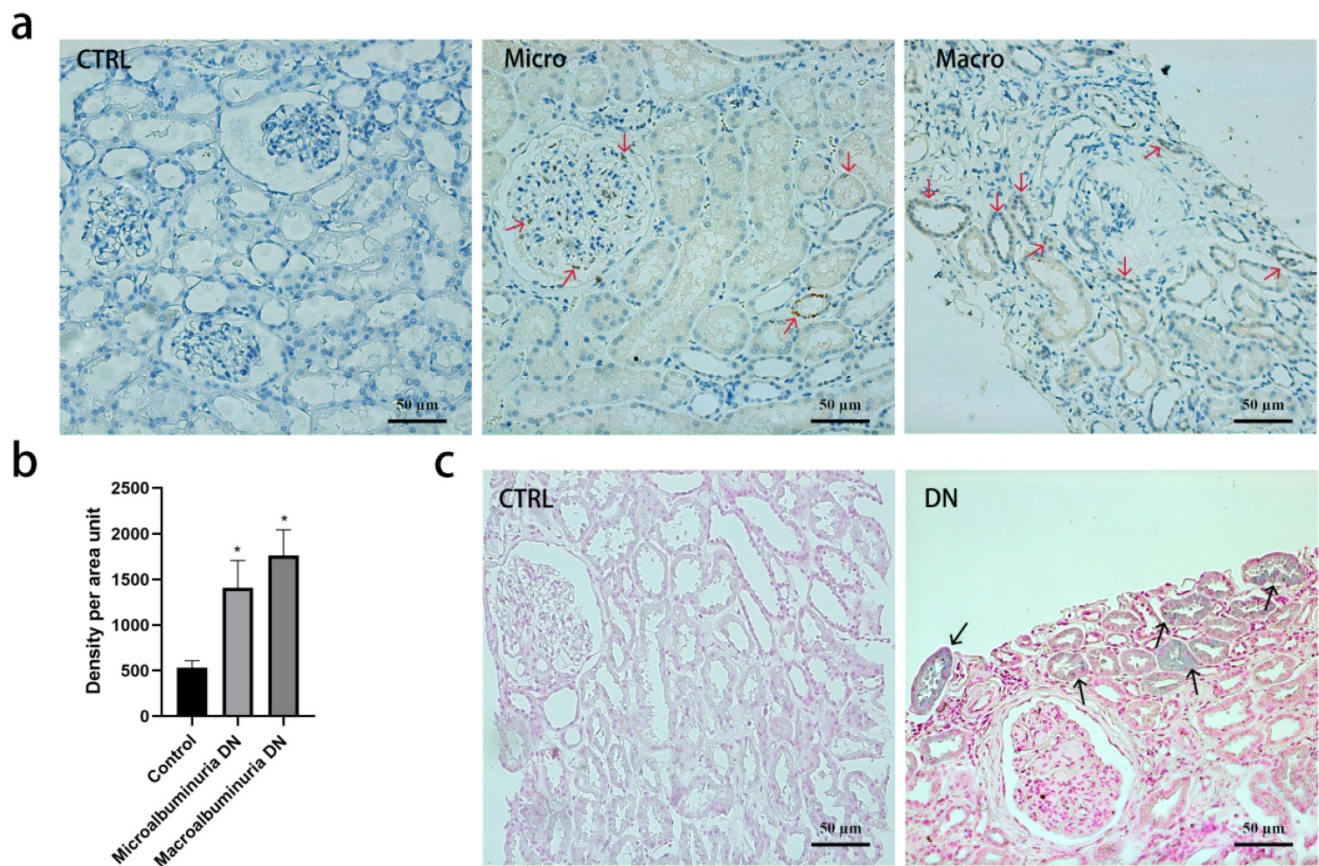 a
CTRL
Micro
Macro
50 µm
50 µm
50 µm
b
Density per area unit
2500
2000
1500
1000
500
0
*
*
Control
Microalbuminuria DN
Macroalbumuria DN
c
CTRL
DN
50 µm
50 µm